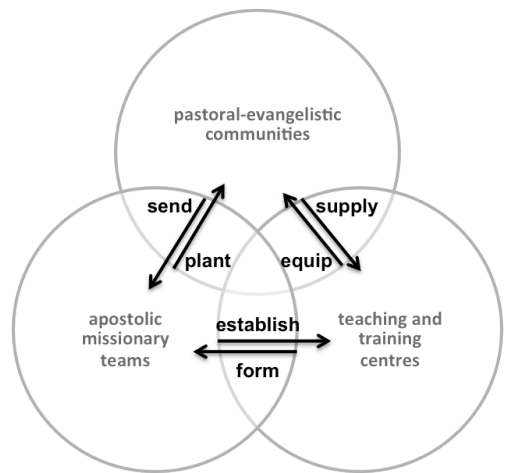 pastoral-evangelistic
communities
send
supply
plant
equip
apostolic
missionary
teams
establish
form
teaching and
training
centres